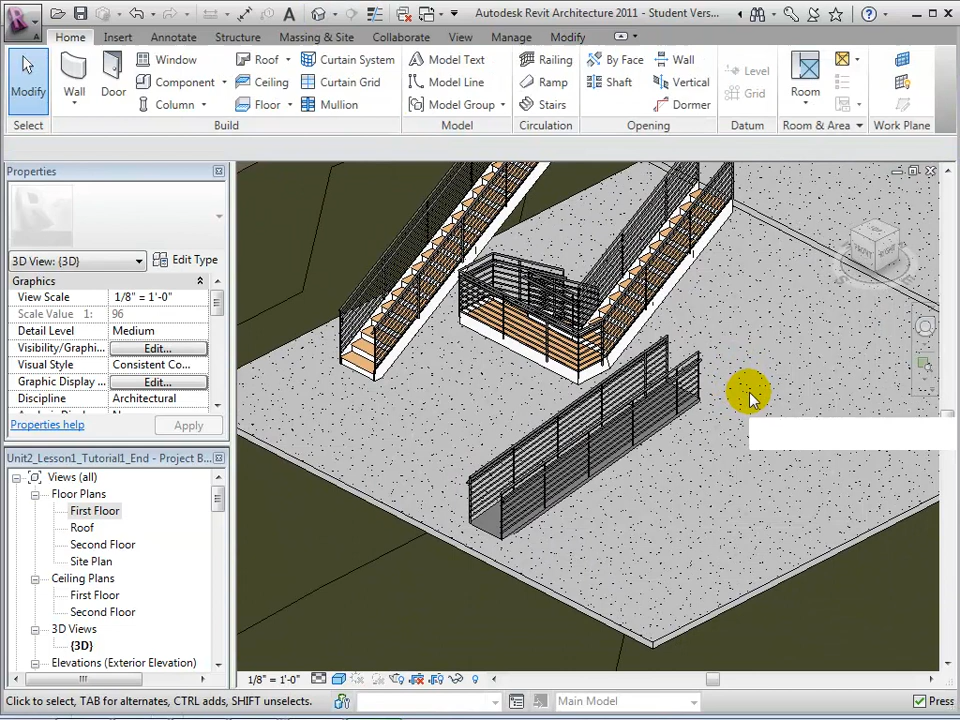 Autodesk Revit Architecture 2011 - Student Vers...
Home Insert Annotate Structure Massing & Site Collaborate View Manage Modify
Modify Wall Door Window Component Column Roof Ceiling Floor Curtain System Curtain Grid Mullion Model Text Model Line Model Group Railing Ramp Stairs By Face Shaft Wall Vertical Dormer Level Grid Room
Select Build Model Circulation Opening Datum Room & Area Work Plane
Properties
3D View: {3D} Edit Type
Graphics
View Scale 1/8" = 1'-0"
Scale Value 1: 96
Detail Level Medium
Visibility/Graphi... Edit...
Visual Style Consistent Co...
Graphic Display ... Edit...
Discipline Architectural
Properties help Apply
Unit2_Lesson1_Tutorial1_End - Project B...
Views (all)
Floor Plans
First Floor
Roof
Second Floor
Site Plan
Ceiling Plans
First Floor
Second Floor
3D Views
{3D}
Elevations (Exterior Elevation)
1/8" = 1'-0"
Click to select, TAB for alternates, CTRL adds, SHIFT unselects. Main Model Press